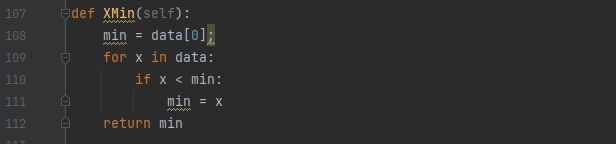 107 def XMin(self):
108     min = data[0];
109     for x in data:
110         if x < min:
111             min = x
112     return min